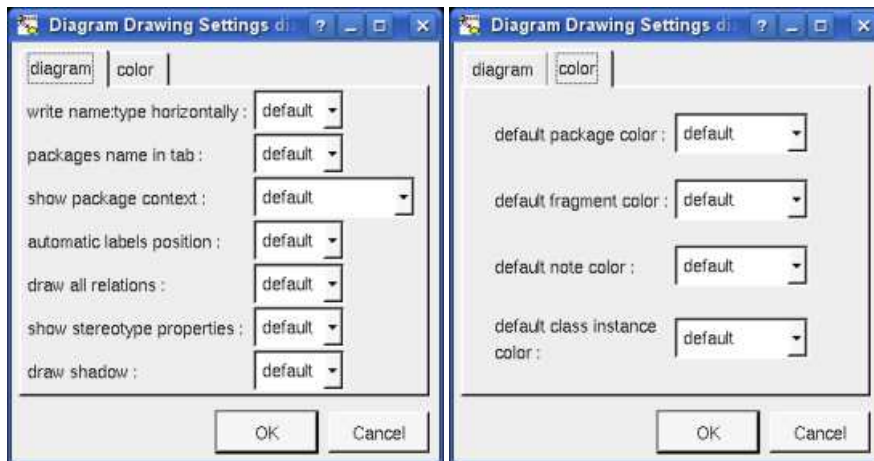 Diagram Drawing Settings di
diagram color
write name:type horizontally : default
packages name in tab : default
show package context : default
automatic labels position : default
draw all relations : default
show stereotype properties : default
draw shadow : default
OK Cancel
Diagram Drawing Settings di
diagram color
default package color : default
default fragment color : default
default note color : default
default class instance
color : default
OK Cancel